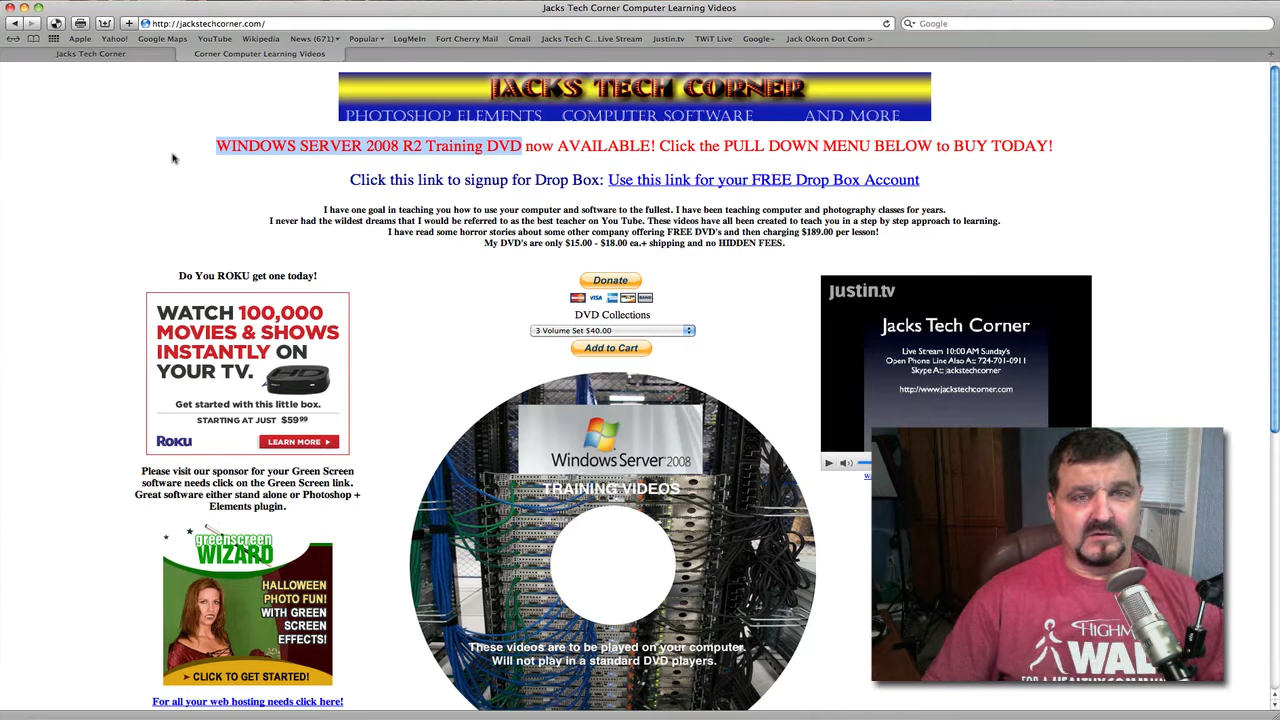 Jacks Tech Corner Computer Learning Videos
http://jackstechcorner.com/
Google
Apple Yahoo! Google Maps YouTube Wikipedia News (671) Popular LogMeIn Fort Cherry Mail Gmail Jacks Tech C...Live Stream Justin.tv TWiT Live Google+ Jack Okorn Dot Com >
Jacks Tech Corner
Corner Computer Learning Videos
JACKS TECH CORNER
PHOTOSHOP ELEMENTS COMPUTER SOFTWARE AND MORE
WINDOWS SERVER 2008 R2 Training DVD now AVAILABLE! Click the PULL DOWN MENU BELOW to BUY TODAY!
Click this link to signup for Drop Box: Use this link for your FREE Drop Box Account
I have one goal in teaching you how to use your computer and software to the fullest. I have been teaching computer and photography classes for years.
I never had the wildest dreams that I would be referred to as the best teacher on You Tube. These videos have all been created to teach you in a step by step approach to learning.
I have read some horror stories about some other company offering FREE DVD's and then charging $189.00 per lesson!
My DVD's are only $15.00 - $18.00 ea.+ shipping and no HIDDEN FEES.
Do You ROKU get one today!
WATCH 100,000
MOVIES & SHOWS
INSTANTLY ON
YOUR TV.
HD
Get started with this little box.
STARTING AT JUST $59.99
Roku
LEARN MORE
Please visit our sponsor for your Green Screen
software needs click on the Green Screen link.
Great software either stand alone or Photoshop +
Elements plugin.
greenscreen
WIZARD
HALLOWEEN
PHOTO FUN!
WITH GREEN
SCREEN
EFFECTS!
CLICK TO GET STARTED!
For all your web hosting needs click here!
Donate
VISA
DVD Collections
3 Volume Set $40.00
Add to Cart
Windows Server 2008
TRAINING VIDEOS
These videos are to be played on your computer.
Will not play in a standard DVD players.
Justin.tv
Jacks Tech Corner
Live Stream 10:00 AM Sunday's
Open Phone Line Also At: 724-701-0911
Skype At: jackstechcorner
http://www.jackstechcorner.com
HIGHM
WAL